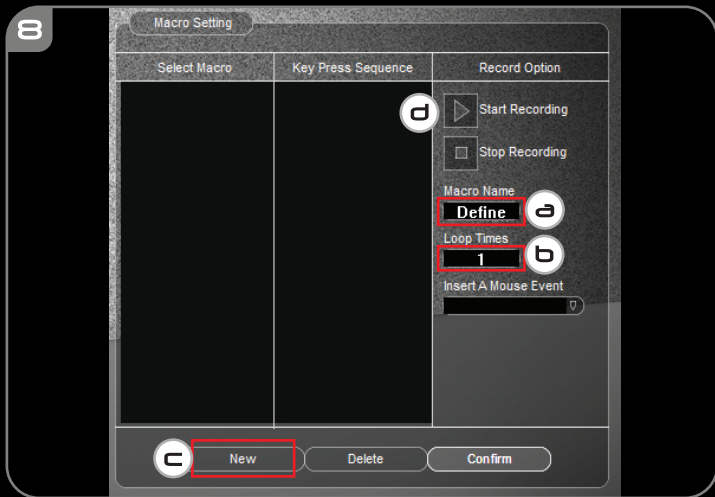 8
Macro Setting
Select Macro
Key Press Sequence
Record Option
d
Start Recording
Stop Recording
Macro Name
Define
a
Loop Times
1
b
Insert A Mouse Event
c
New
Delete
Confirm